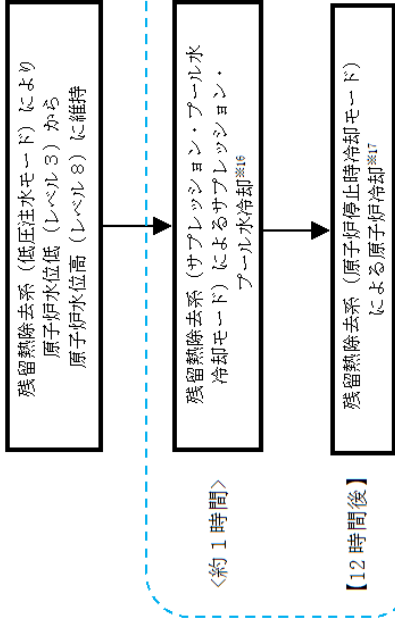 残留熱除去系（低圧注水モード）により
原子炉水位低（レベル3）から
原子炉水位高（レベル8）に維持
<約1時間>
残留熱除去系（サプレッション・プール水
冷却モード）によるサプレッション・
プール水冷却※16
【12時間後】
残留熱除去系（原子炉停止時冷却モード）
による原子炉冷却※17